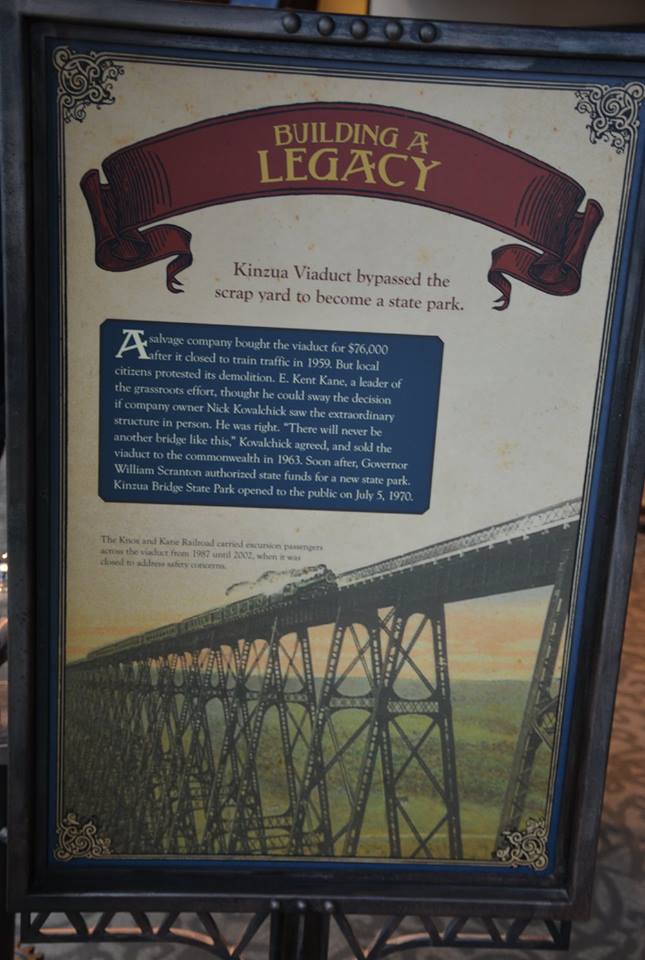 BUILDING A
LEGACY
Kinzua Viaduct bypassed the
scrap yard to become a state park.
A salvage company bought the viaduct for $76,000
after it closed to train traffic in 1959. But local
citizens protested its demolition. E. Kent Kane, a leader of
the grassroots effort, thought he could sway the decision
if company owner Nick Kovalchick saw the extraordinary
structure in person. He was right. “There will never be
another bridge like this,” Kovalchick agreed, and sold the
viaduct to the commonwealth in 1963. Soon after, Governor
William Scranton authorized state funds for a new state park.
Kinzua Bridge State Park opened to the public on July 5, 1970.
The Knox and Kane Railroad carried excursion passengers
across the viaduct from 1987 until 2002, when it was
closed to address safety concerns.